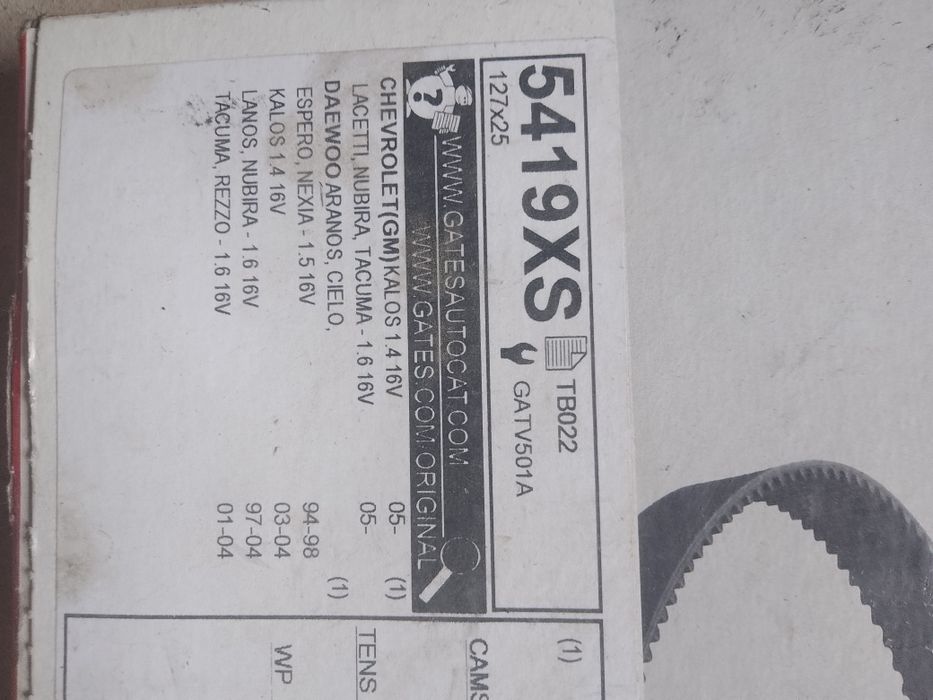 5419XS
127x25
TB022
GATV501A
WWW.GATESAUTOCAT.COM
WWW.GATES.COM/ORIGINAL
CHEVROLET(GM)KALOS 1.4 16V 05- (1)
LACETTI, NUBIRA, TACUMA - 1.6 16V 05-
DAEWOO ARANOS, CIELO, (1)
ESPERO, NEXIA - 1.5 16V 94-98
KALOS 1.4 16V 03-04
LANOS, NUBIRA - 1.6 16V 97-04
TACUMA, REZZO - 1.6 16V 01-04
(1)
CAMS
TENS
WP